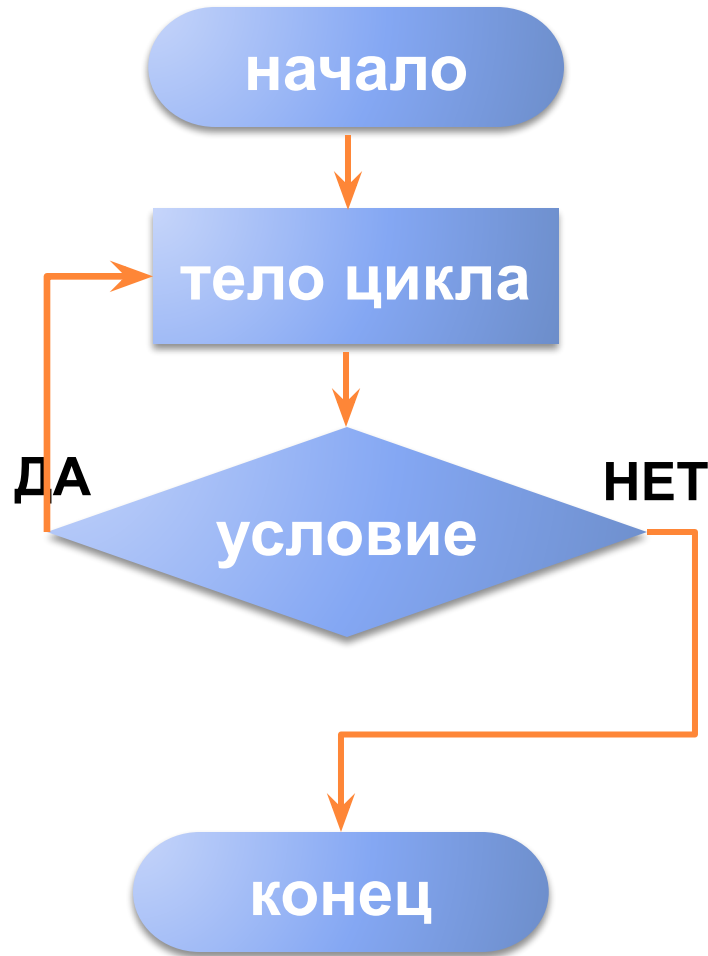 начало
тело цикла
ДА
НЕТ
условие
конец